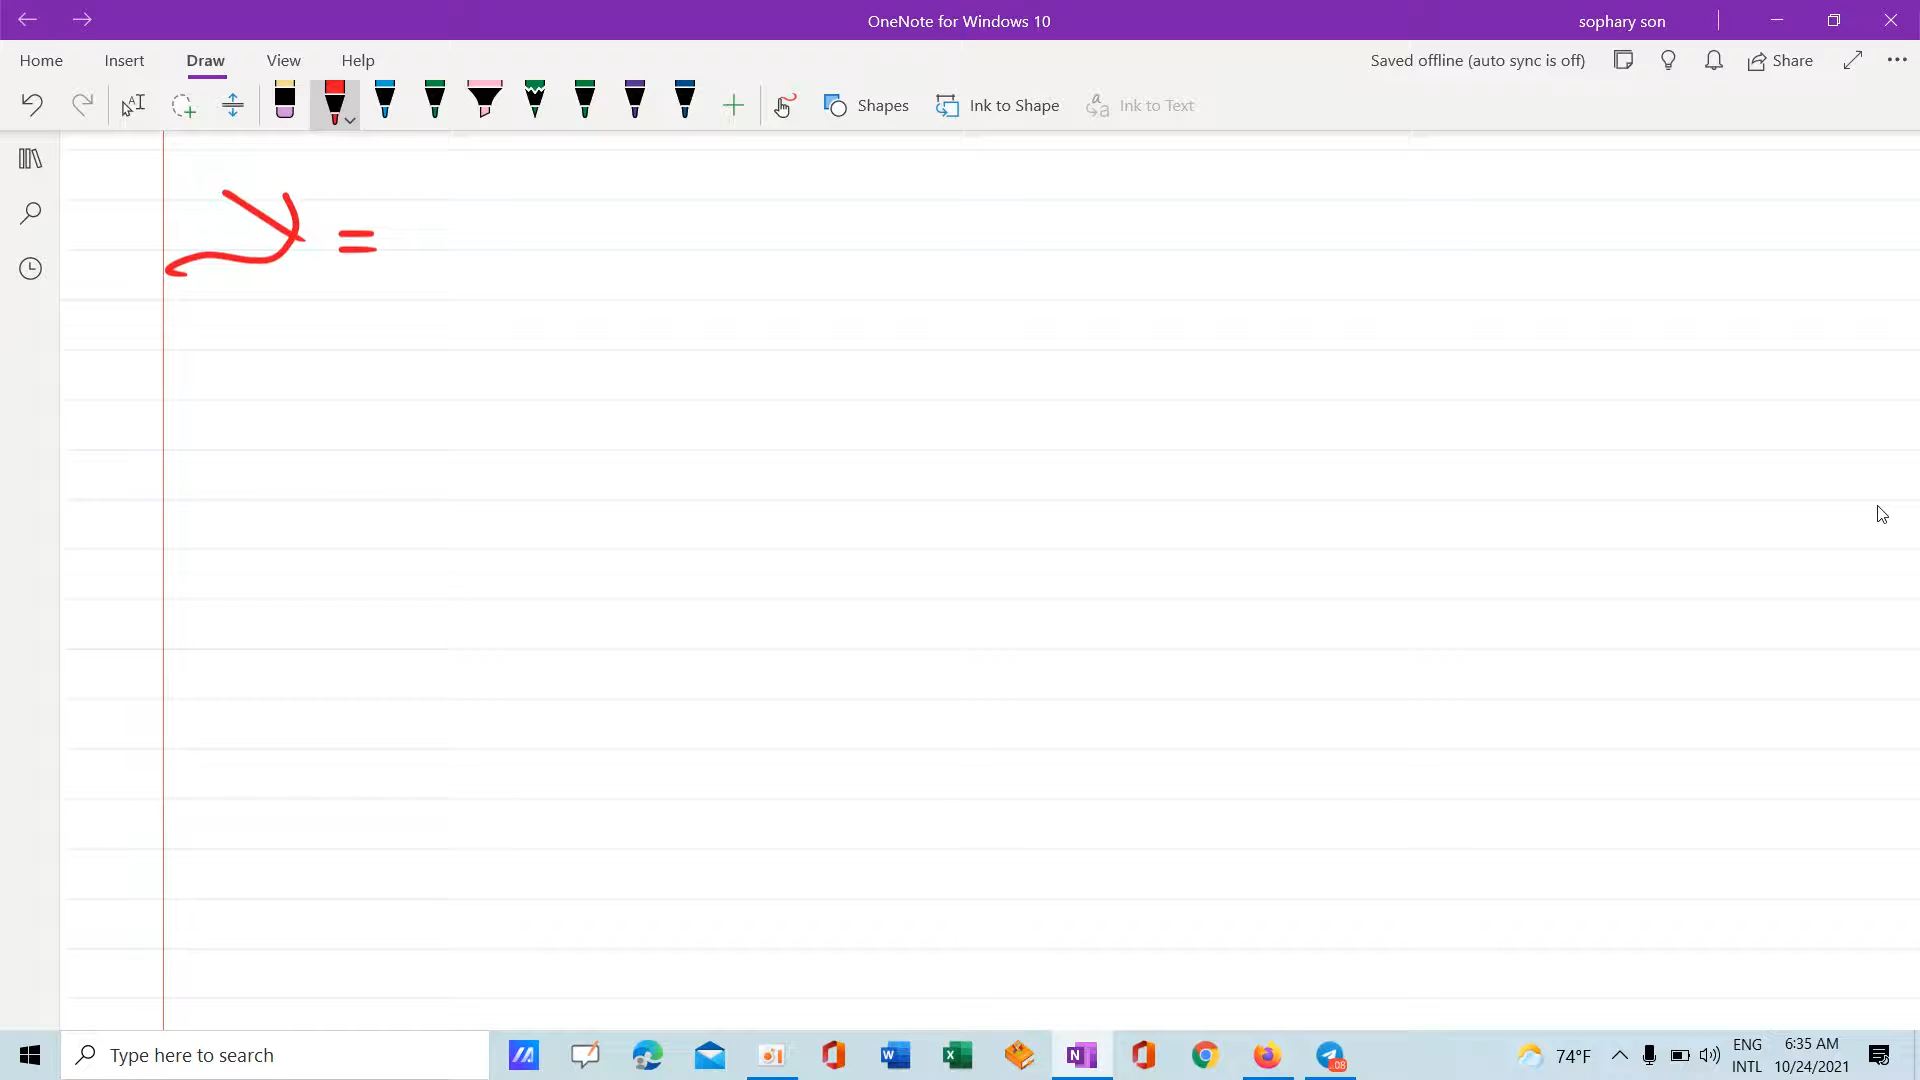 OneNote for Windows 10 sophary son
Home Insert Draw View Help Saved offline (auto sync is off) Share
Shapes Ink to Shape Ink to Text
y =
Type here to search 74°F ENG 6:35 AM
INTL 10/24/2021